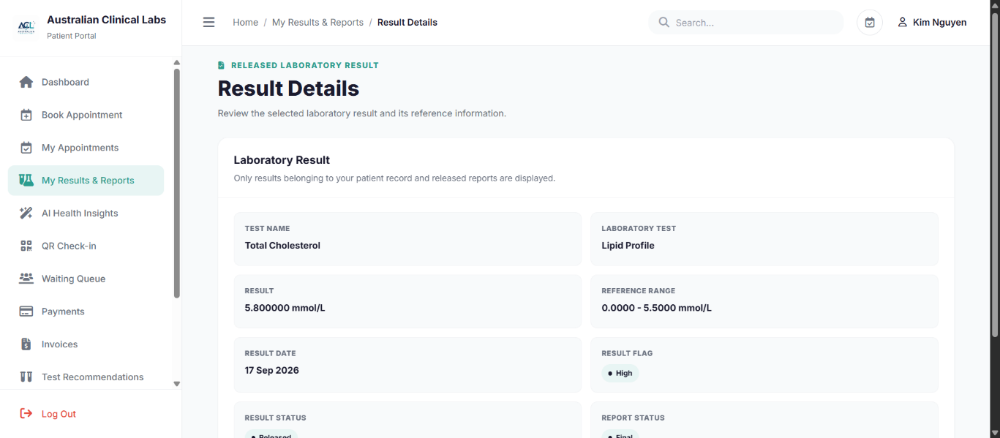 ACL
Australian Clinical Labs
Patient Portal
Home / My Results & Reports / Result Details
Search...
Kim Nguyen
Dashboard
Book Appointment
My Appointments
My Results & Reports
AI Health Insights
QR Check-in
Waiting Queue
Payments
Invoices
Test Recommendations
Log Out
RELEASED LABORATORY RESULT
Result Details
Review the selected laboratory result and its reference information.
Laboratory Result
Only results belonging to your patient record and released reports are displayed.
TEST NAME
Total Cholesterol
LABORATORY TEST
Lipid Profile
RESULT
5.800000 mmol/L
REFERENCE RANGE
0.0000 - 5.5000 mmol/L
RESULT DATE
17 Sep 2026
RESULT FLAG
High
RESULT STATUS
Released
REPORT STATUS
Final